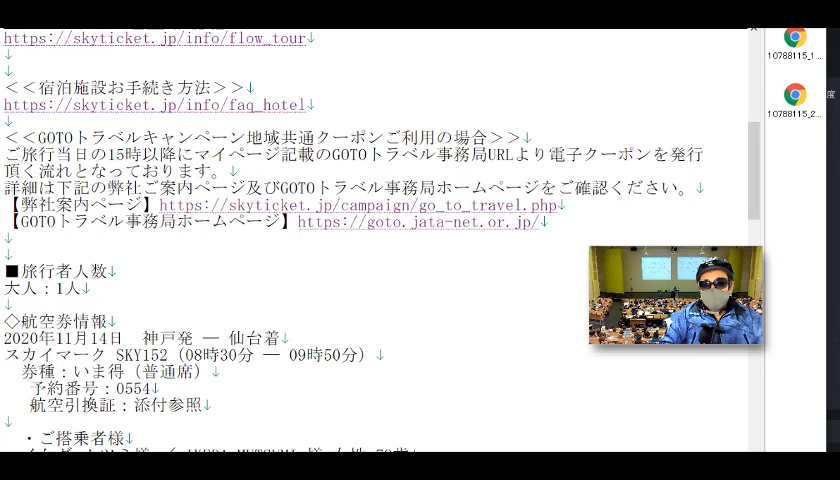 https://skyticket.jp/info/flow_tour↓
↓
↓
＜＜宿泊施設お手続き方法＞＞↓
https://skyticket.jp/info/faq_hotel↓
↓
＜＜GOTOトラベルキャンペーン地域共通クーポンご利用の場合＞＞↓
ご旅行当日の15時以降にマイページ記載のGOTOトラベル事務局URLより電子クーポンを発行
頂く流れとなっております。↓
詳細は下記の弊社ご案内ページ及びGOTOトラベル事務局ホームページをご確認ください。↓
【弊社案内ページ】https://skyticket.jp/campaign/go_to_travel.php↓
【GOTOトラベル事務局ホームページ】https://goto.jata-net.or.jp/↓
↓
↓
■旅行者人数↓
大人：1人↓
↓
◇航空券情報↓
2020年11月14日　神戸発 ― 仙台着↓
スカイマーク SKY152（08時30分 ― 09時50分）↓
券種：いま得（普通席）↓
予約番号：0554↓
航空引換証：添付参照↓
↓
・ご搭乗者様↓
10788115_1...
10788115_2...
度